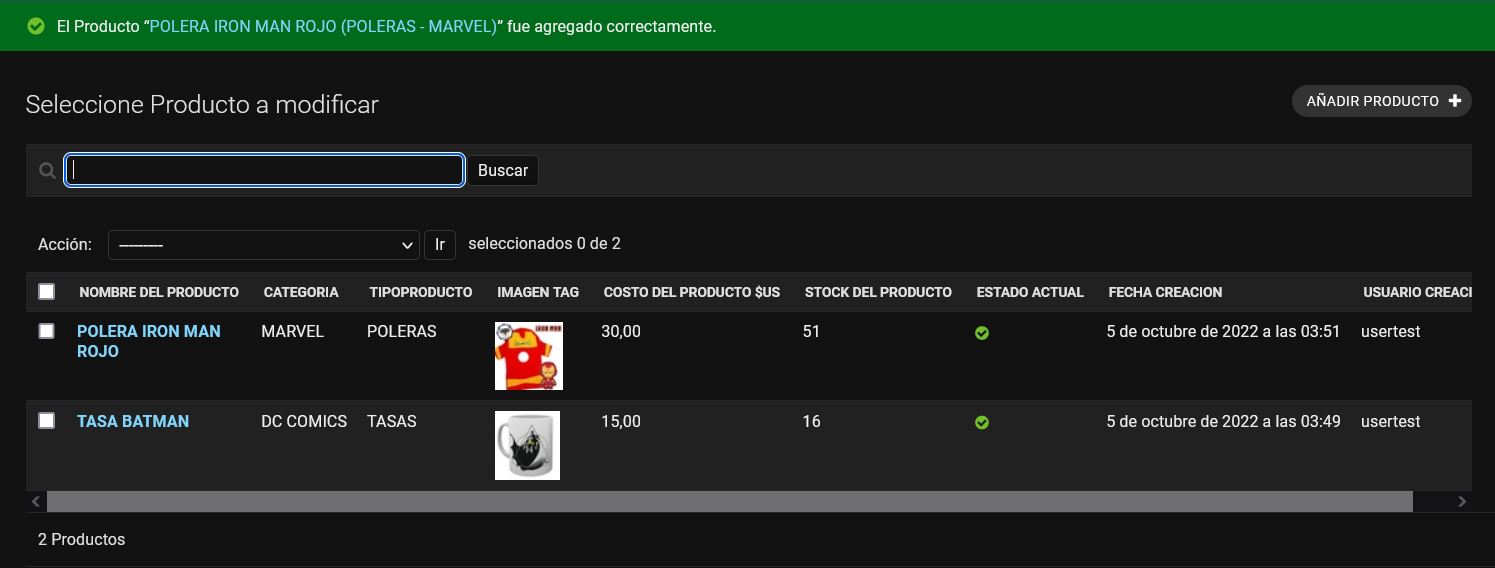 El Producto “POLERA IRON MAN ROJO (POLERAS - MARVEL)” fue agregado correctamente.
Seleccione Producto a modificar
AÑADIR PRODUCTO
Buscar
Acción: --------- Ir seleccionados 0 de 2
NOMBRE DEL PRODUCTO CATEGORIA TIPOPRODUCTO IMAGEN TAG COSTO DEL PRODUCTO $US STOCK DEL PRODUCTO ESTADO ACTUAL FECHA CREACION USUARIO CREACI
POLERA IRON MAN MARVEL POLERAS IRON MAN 30,00 51 5 de octubre de 2022 a las 03:51 usertest
ROJO
TASA BATMAN DC COMICS TASAS 15,00 16 5 de octubre de 2022 a las 03:49 usertest
2 Productos